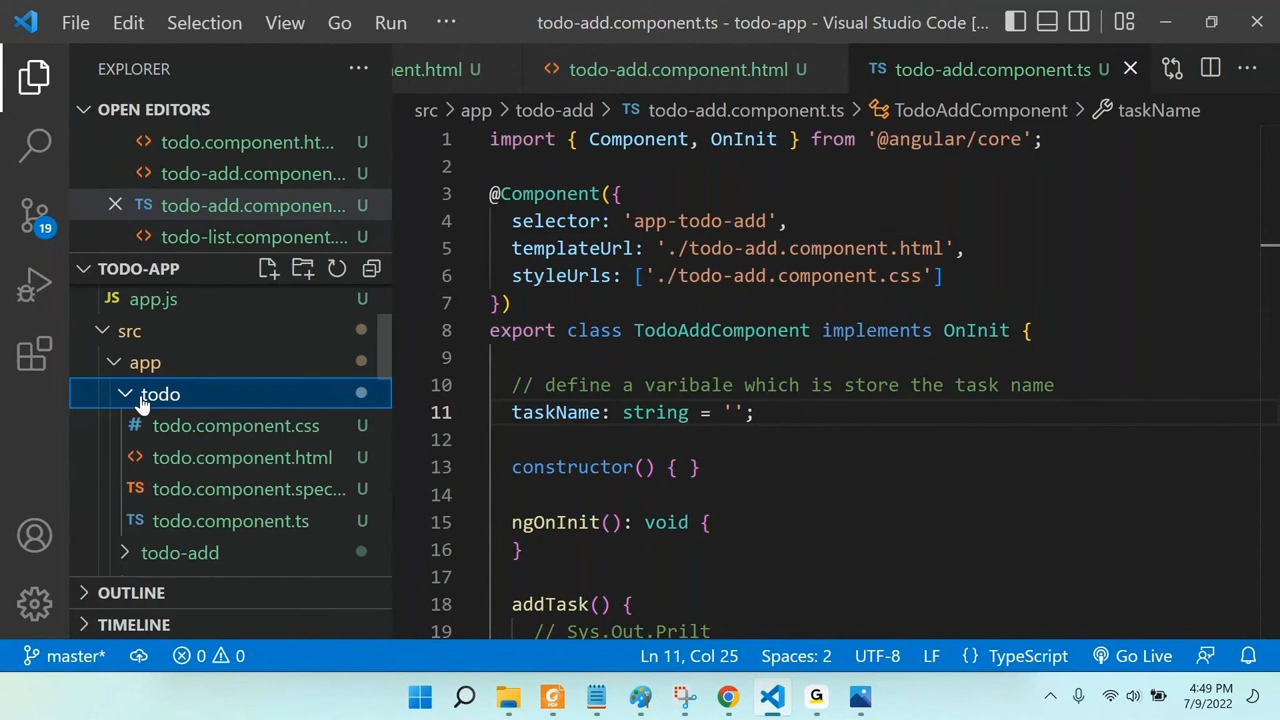 File Edit Selection View Go Run ··· todo-add.component.ts - todo-app - Visual Studio Code [...
EXPLORER ···
OPEN EDITORS
todo.component.ht... U
todo-add.componen... U
TS todo-add.componen... U
todo-list.component.... U
TODO-APP
JS app.js U
src
app
todo
# todo.component.css U
todo.component.html U
TS todo.component.spec... U
TS todo.component.ts U
todo-add
OUTLINE
TIMELINE
19
ent.html U
todo-add.component.html U
TS todo-add.component.ts U
src > app > todo-add > TS todo-add.component.ts > TodoAddComponent > taskName
1 import { Component, OnInit } from '@angular/core';
2
3 @Component({
4 selector: 'app-todo-add',
5 templateUrl: './todo-add.component.html',
6 styleUrls: ['./todo-add.component.css']
7 })
8 export class TodoAddComponent implements OnInit {
9
10 // define a varibale which is store the task name
11 taskName: string = '';
12
13 constructor() { }
14
15 ngOnInit(): void {
16 }
17
18 addTask() {
19 // Sys.Out.Prilt
master* 0 0 Ln 11, Col 25 Spaces: 2 UTF-8 LF {} TypeScript Go Live
4:49 PM
7/9/2022